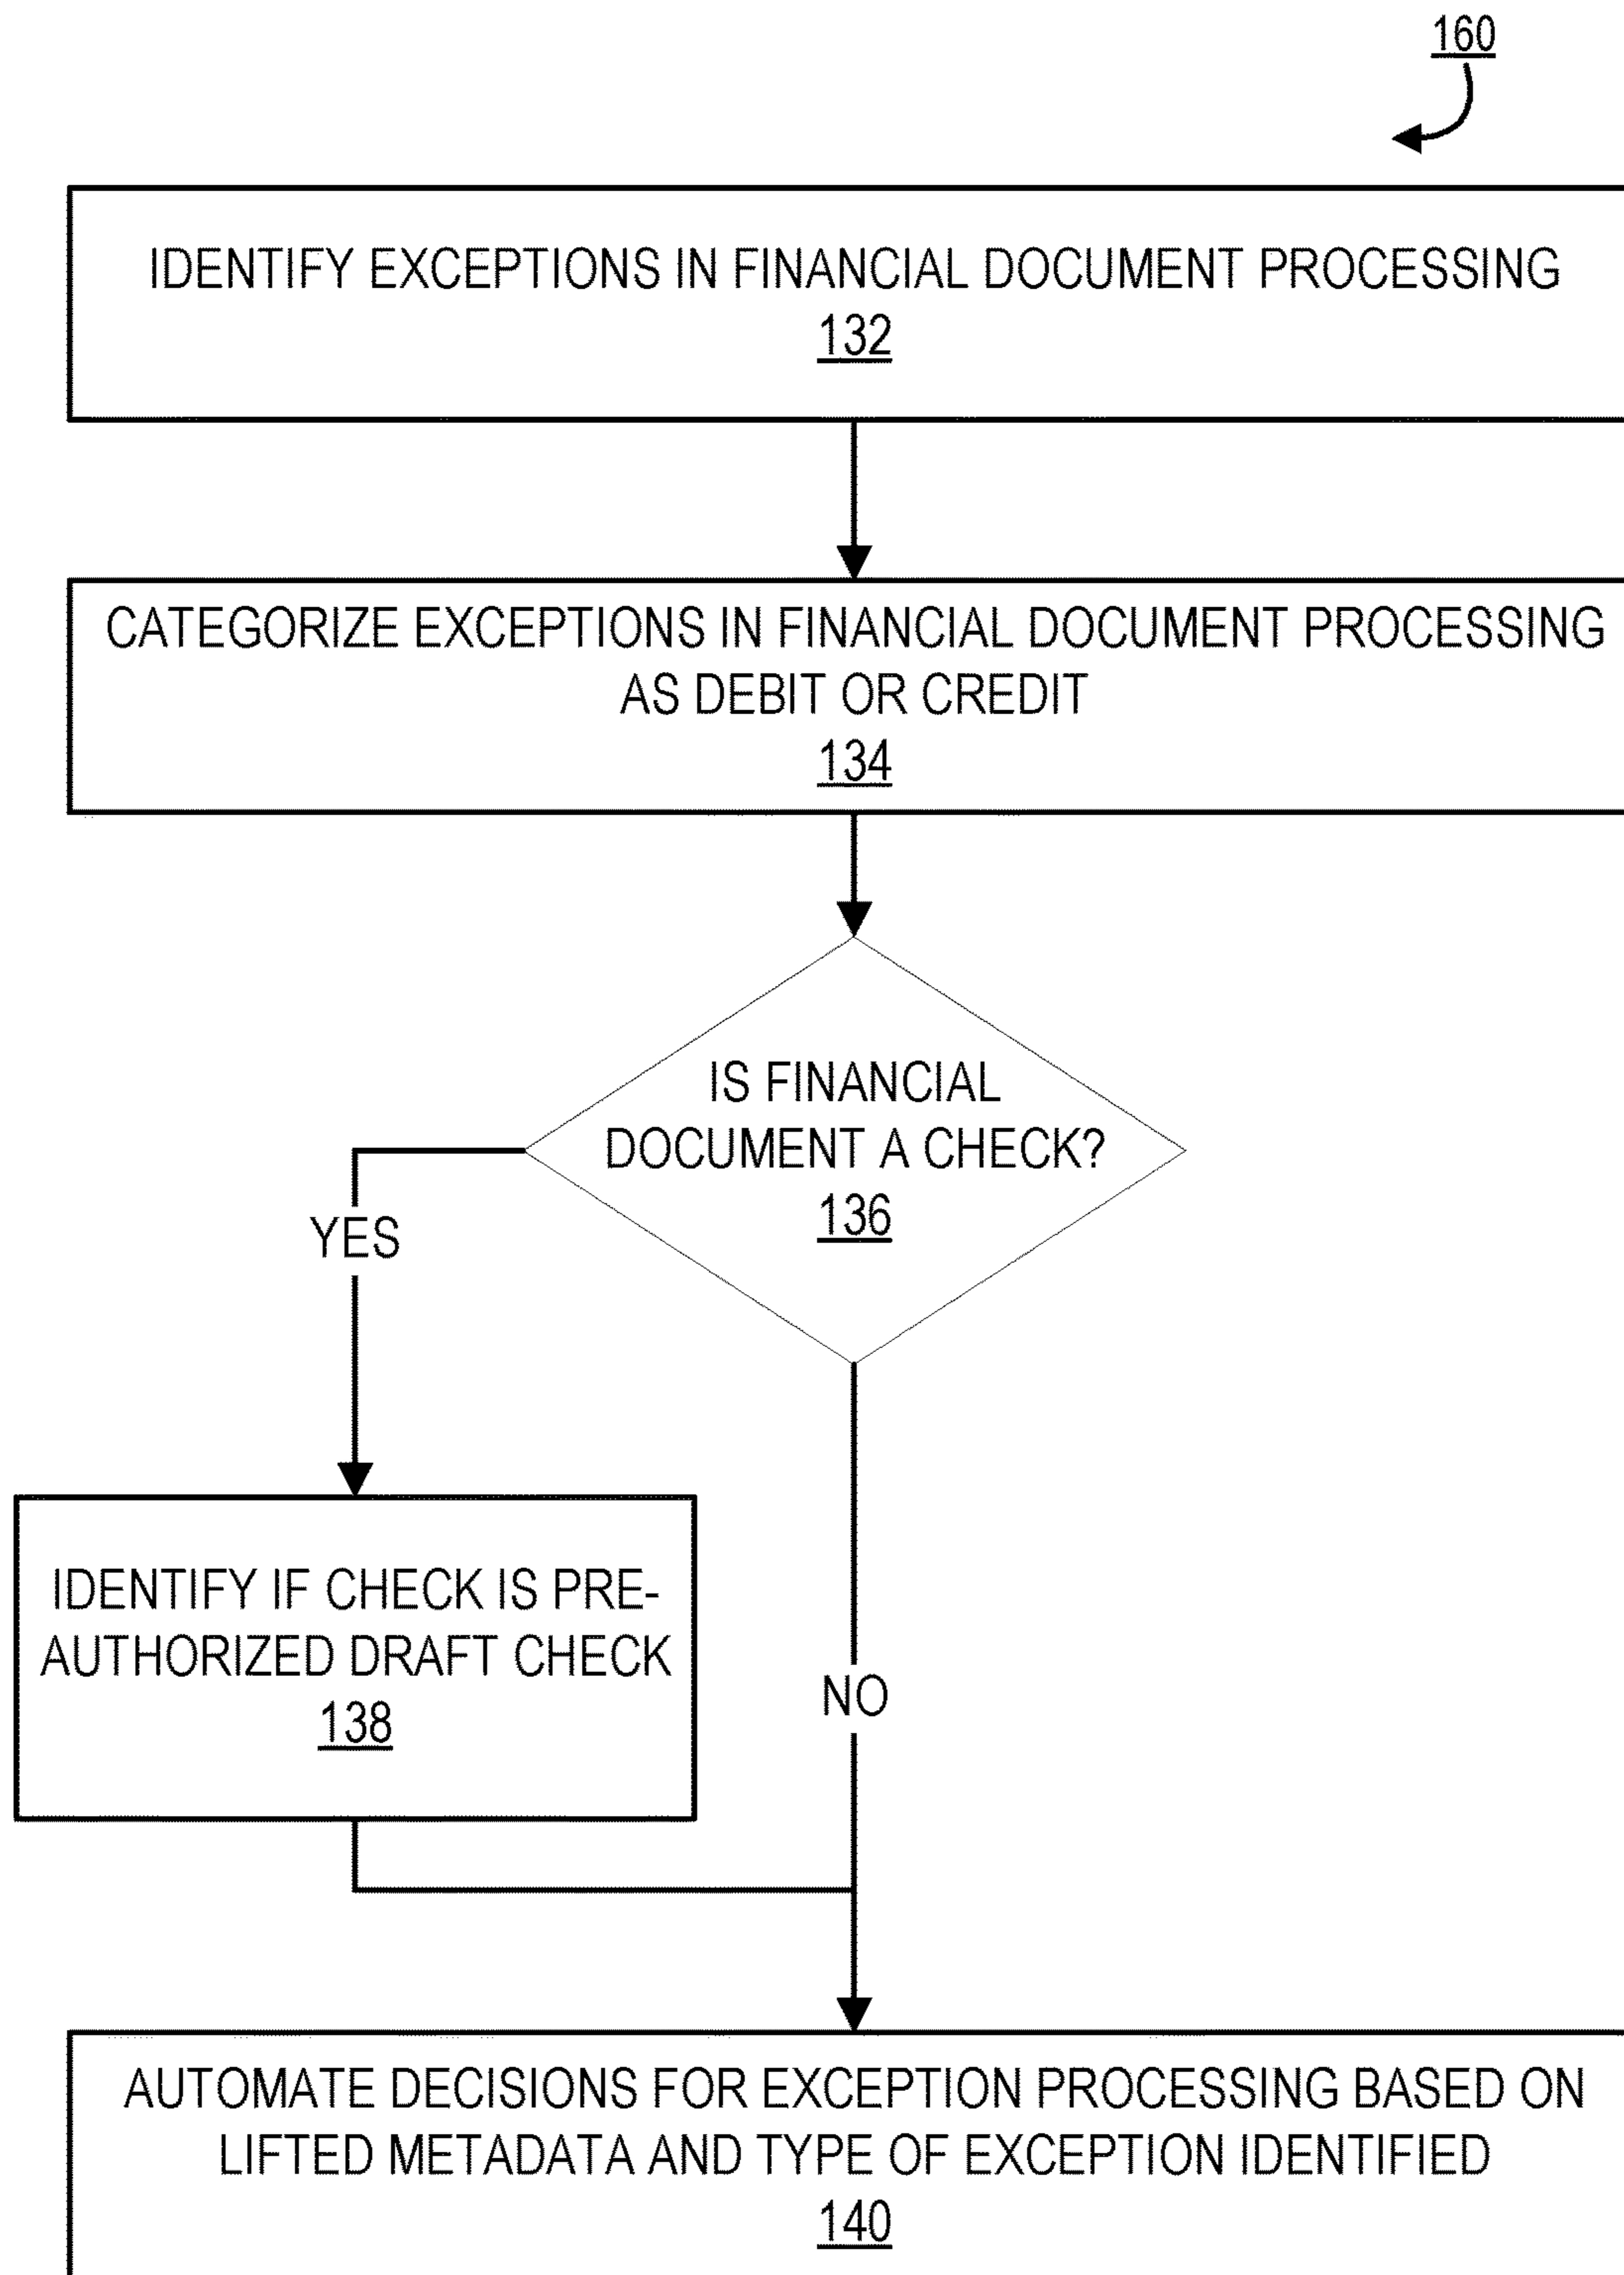 160
IDENTIFY EXCEPTIONS IN FINANCIAL DOCUMENT PROCESSING
132
CATEGORIZE EXCEPTIONS IN FINANCIAL DOCUMENT PROCESSING
AS DEBIT OR CREDIT
134
IS FINANCIAL
DOCUMENT A CHECK?
136
YES
IDENTIFY IF CHECK IS PRE-
AUTHORIZED DRAFT CHECK
138
NO
AUTOMATE DECISIONS FOR EXCEPTION PROCESSING BASED ON
LIFTED METADATA AND TYPE OF EXCEPTION IDENTIFIED
140